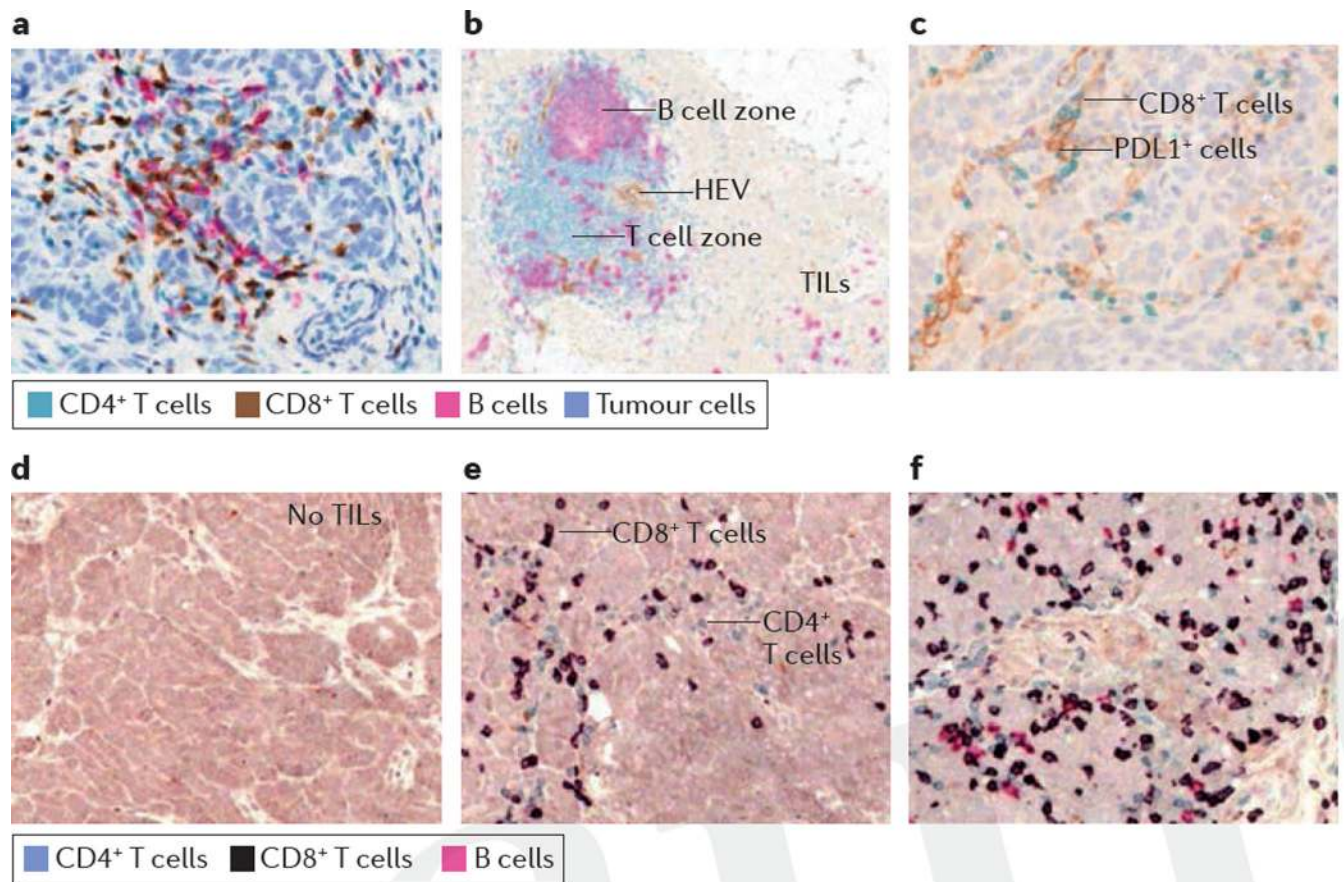 a
b
c
B cell zone
HEV
T cell zone
TILs
CD8⁺ T cells
PDL1⁺ cells
CD4⁺ T cells CD8⁺ T cells B cells Tumour cells
d
e
f
No TILs
CD8⁺ T cells
CD4⁺
T cells
CD4⁺ T cells CD8⁺ T cells B cells